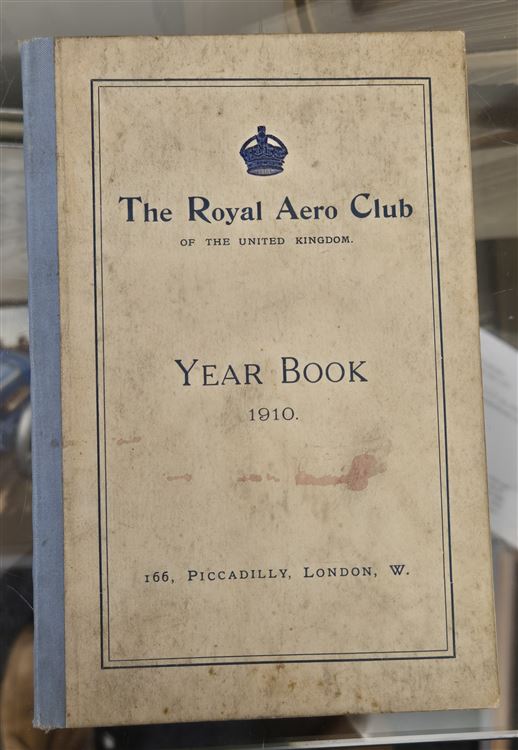 The Royal Aero Club
OF THE UNITED KINGDOM.
YEAR BOOK
1910.
166, PICCADILLY, LONDON, W.